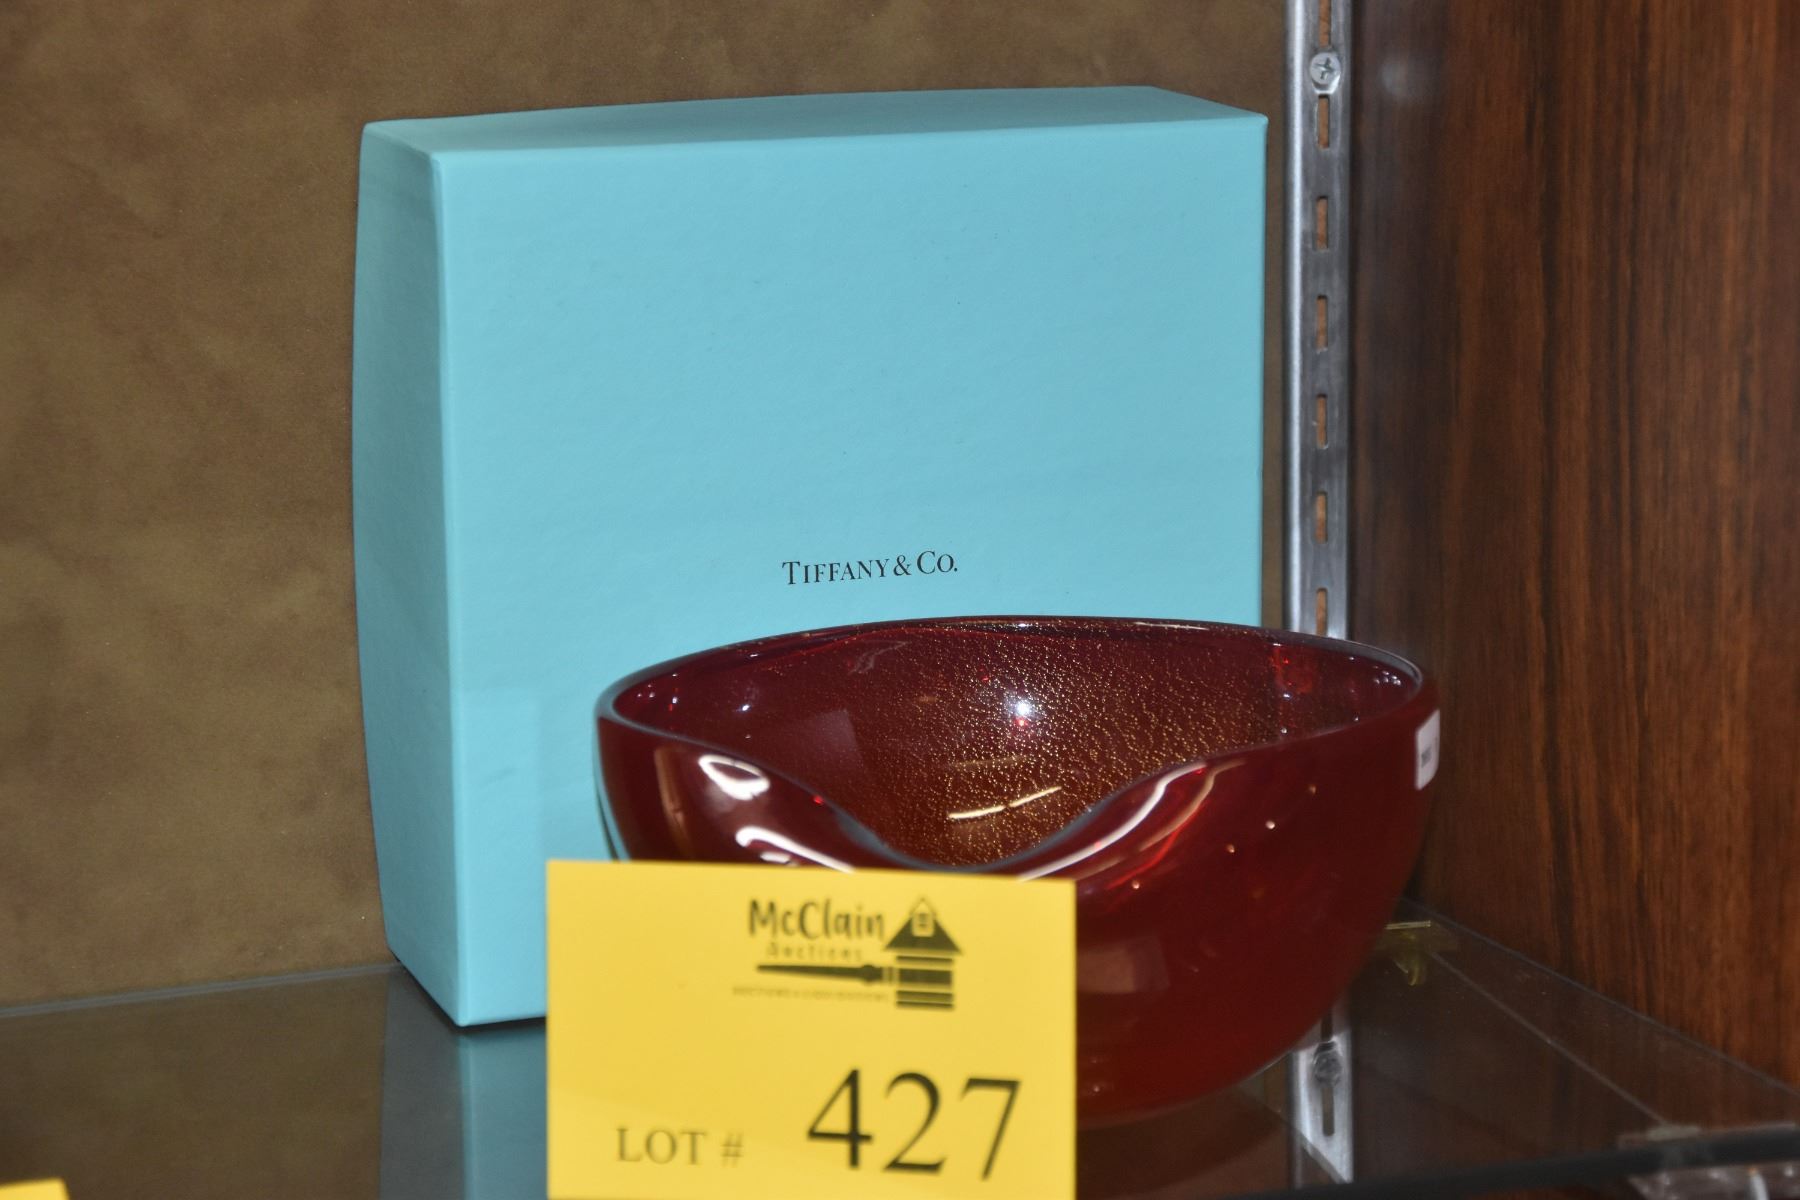 TIFFANY & CO.
McClain
Auctions
LOT # 427